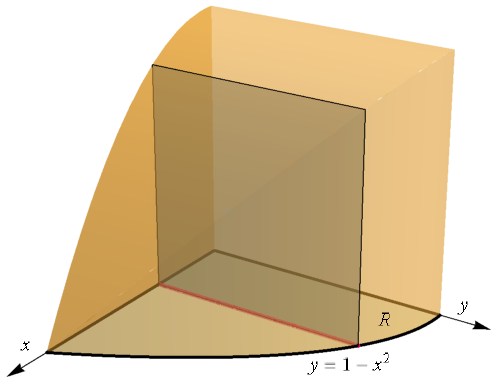 y
R
x
y = 1 − x²